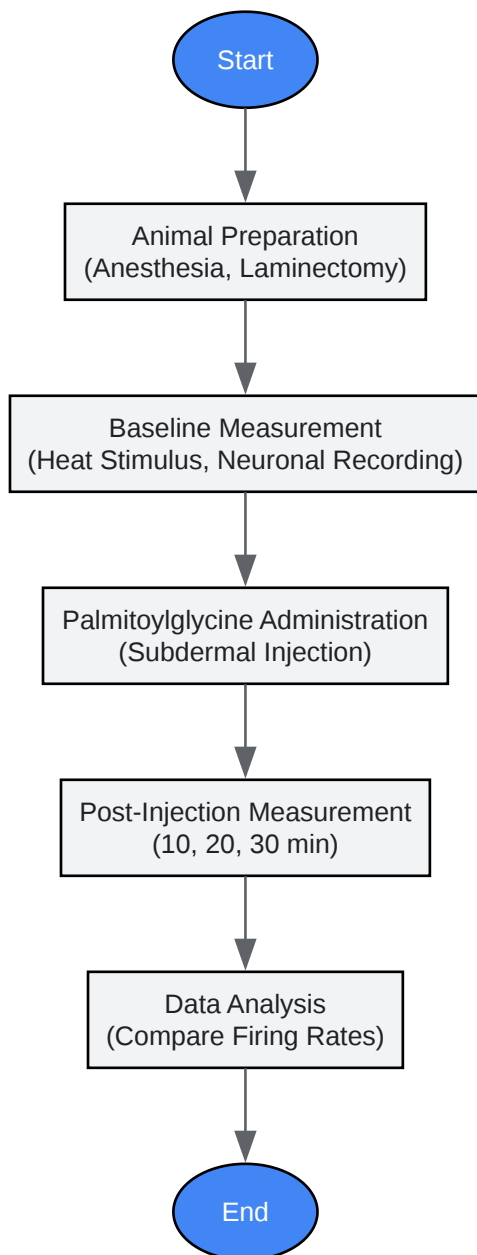 Start
Animal Preparation
(Anesthesia, Laminectomy)
Baseline Measurement
(Heat Stimulus, Neuronal Recording)
Palmitoylglycine Administration
(Subdermal Injection)
Post-Injection Measurement
(10, 20, 30 min)
Data Analysis
(Compare Firing Rates)
End